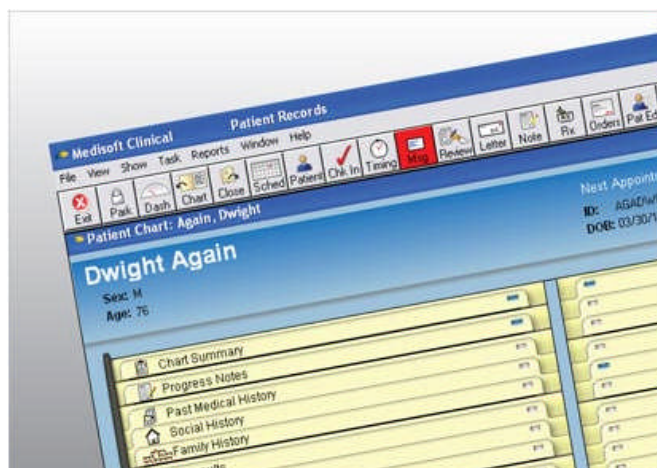 Medisoft Clinical Patient Records
File View Show Task Reports Window Help
Exit Park Dash Chart Close Sched Patient Chk In Timing Msg Review Letter Note Rx Orders Pat Ed
Patient Chart: Again, Dwight
Dwight Again
Sex: M
Age: 76
Next Appoint
ID: AGADW
DOB: 03/30/1
Chart Summary
Progress Notes
Past Medical History
Social History
Family History